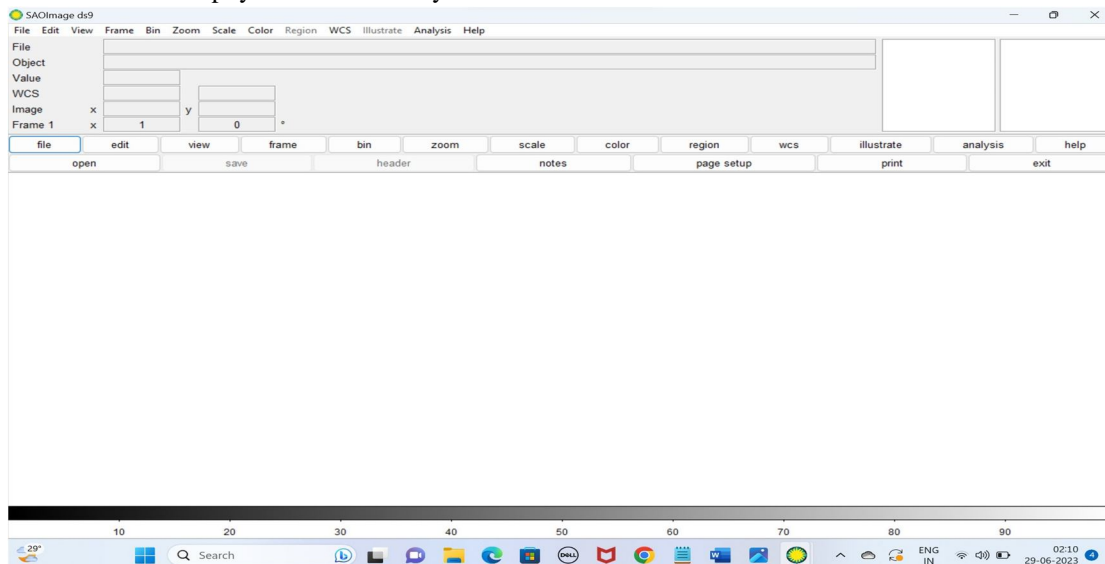 SAOImage ds9
File Edit View Frame Bin Zoom Scale Color Region WCS Illustrate Analysis Help
File
Object
Value
WCS
Image x y
Frame 1 x 1 0 °
file edit view frame bin zoom scale color region wcs illustrate analysis help
open save header notes page setup print exit
10 20 30 40 50 60 70 80 90
29° Search DELL ENG 02:10
IN 29-06-2023 4